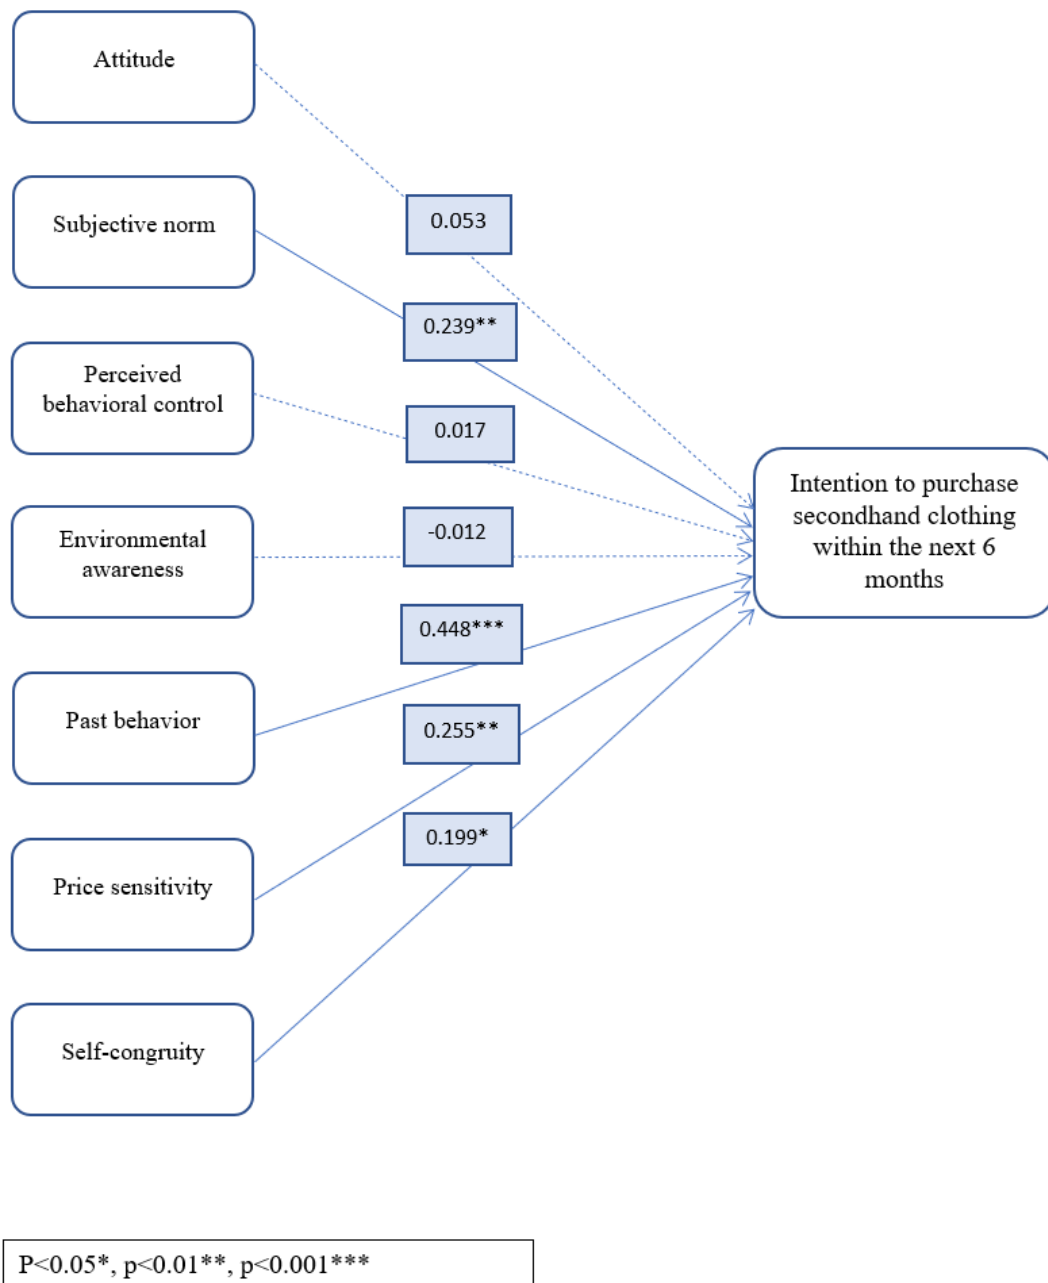 Attitude
0.053
Subjective norm
0.239**
Perceived
behavioral control
0.017
Environmental
awareness
-0.012
Past behavior
0.448***
Price sensitivity
0.255**
Self-congruity
0.199*
Intention to purchase
secondhand clothing
within the next 6
months
P<0.05*, p<0.01**, p<0.001***